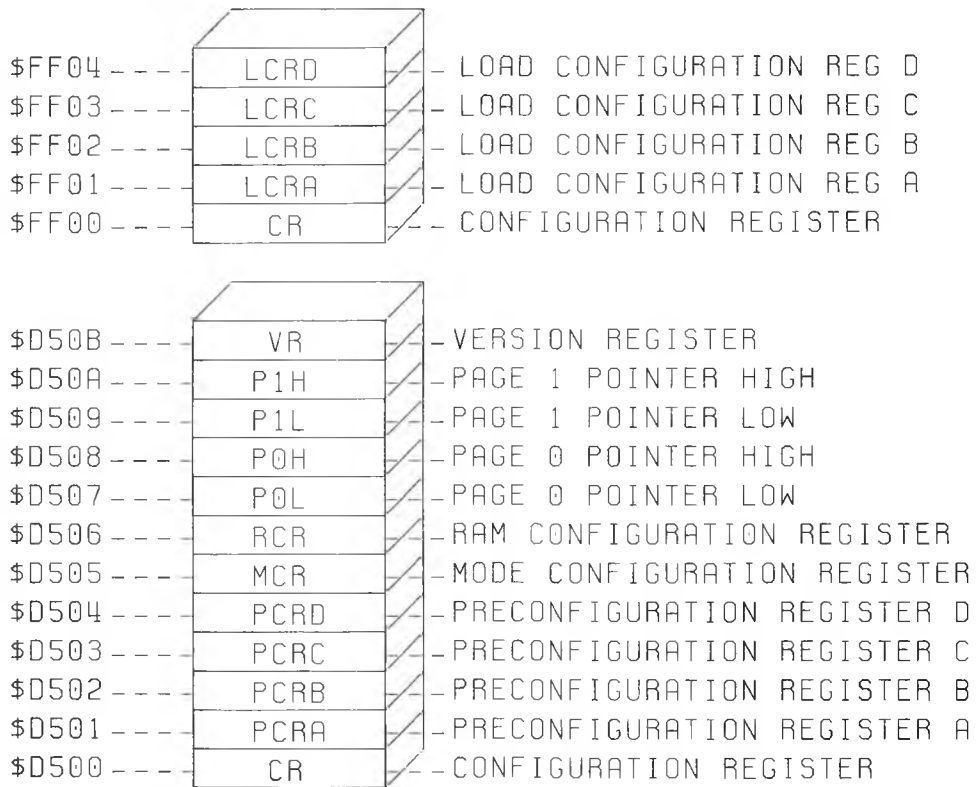 $FF04---- LCRD -- LOAD CONFIGURATION REG D
$FF03---- LCRC -- LOAD CONFIGURATION REG C
$FF02---- LCRB -- LOAD CONFIGURATION REG B
$FF01---- LCRA -- LOAD CONFIGURATION REG A
$FF00---- CR --- CONFIGURATION REGISTER
$D50B---- VR --VERSION REGISTER
$D50A---- P1H --PAGE 1 POINTER HIGH
$D509---- P1L --PAGE 1 POINTER LOW
$D508---- P0H --PAGE 0 POINTER HIGH
$D507---- P0L --PAGE 0 POINTER LOW
$D506---- RCR --RAM CONFIGURATION REGISTER
$D505---- MCR --MODE CONFIGURATION REGISTER
$D504---- PCRD --PRECONFIGURATION REGISTER D
$D503---- PCRC --PRECONFIGURATION REGISTER C
$D502---- PCRB --PRECONFIGURATION REGISTER B
$D501---- PCRA --PRECONFIGURATION REGISTER A
$D500---- CR --CONFIGURATION REGISTER